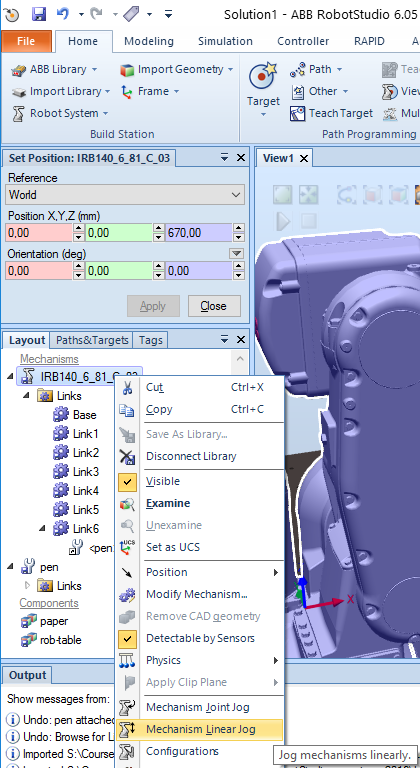 Solution1 - ABB RobotStudio 6.05
File Home Modeling Simulation Controller RAPID
ABB Library Import Geometry Path
Import Library Frame Other
Robot System Target Teach Target
Build Station Path Programming
Set Position: IRB140_6_81_C_03 View1
Reference
World
Position X,Y,Z (mm)
0,00 0,00 670,00
Orientation (deg)
0,00 0,00 0,00
Apply Close
Layout Paths&Targets Tags
Mechanisms
IRB140_6_81_C_03
Links
Base
Link1
Link2
Link3
Link4
Link5
Link6
<pen
pen
Links
Components
paper
rob-table
Cut Ctrl+X
Copy Ctrl+C
Save As Library...
Disconnect Library
Visible
Examine
Unexamine
UCS Set as UCS
Position
Modify Mechanism...
Remove CAD geometry
Detectable by Sensors
Physics
Apply Clip Plane
Mechanism Joint Jog
Mechanism Linear Jog
Configurations
X
Jog mechanisms linearly.
Output
Show messages from:
Undo: pen attached
Undo: Browse for L
Imported S:\Course